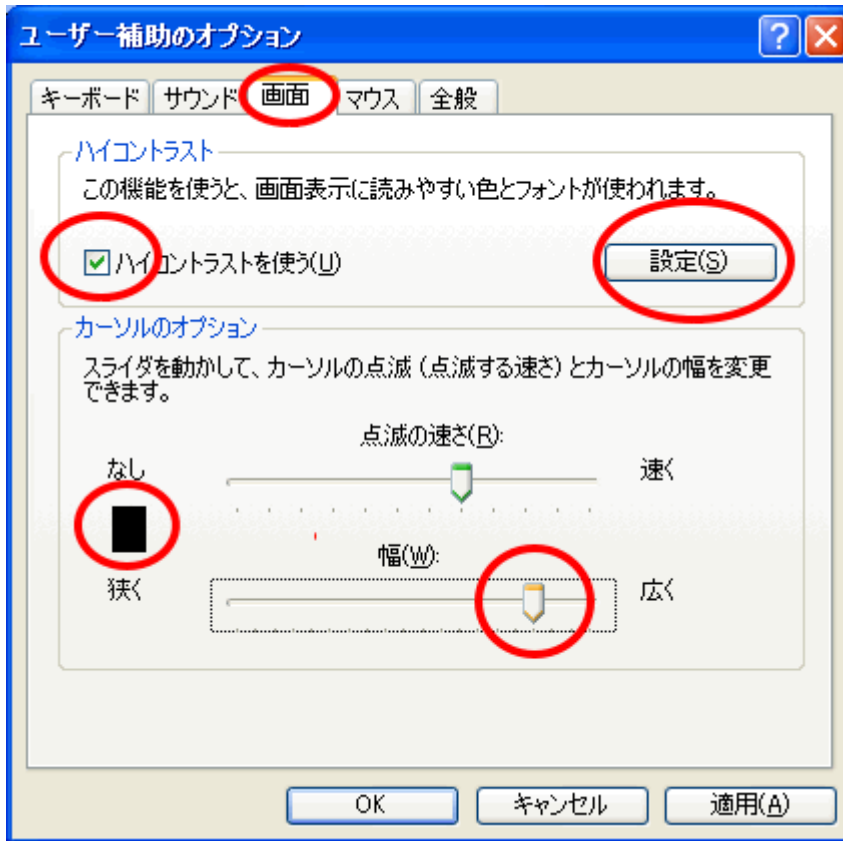 ユーザー補助のオプション
キーボード サウンド 画面 マウス 全般
ハイコントラスト
この機能を使うと、画面表示に読みやすい色とフォントが使われます。
ハイコントラストを使う(U) 設定(S)
カーソルのオプション
スライダを動かして、カーソルの点滅 (点滅する速さ) とカーソルの幅を変更
できます。
点滅の速さ(R):
なし 速く
幅(W):
狭く 広く
OK キャンセル 適用(A)